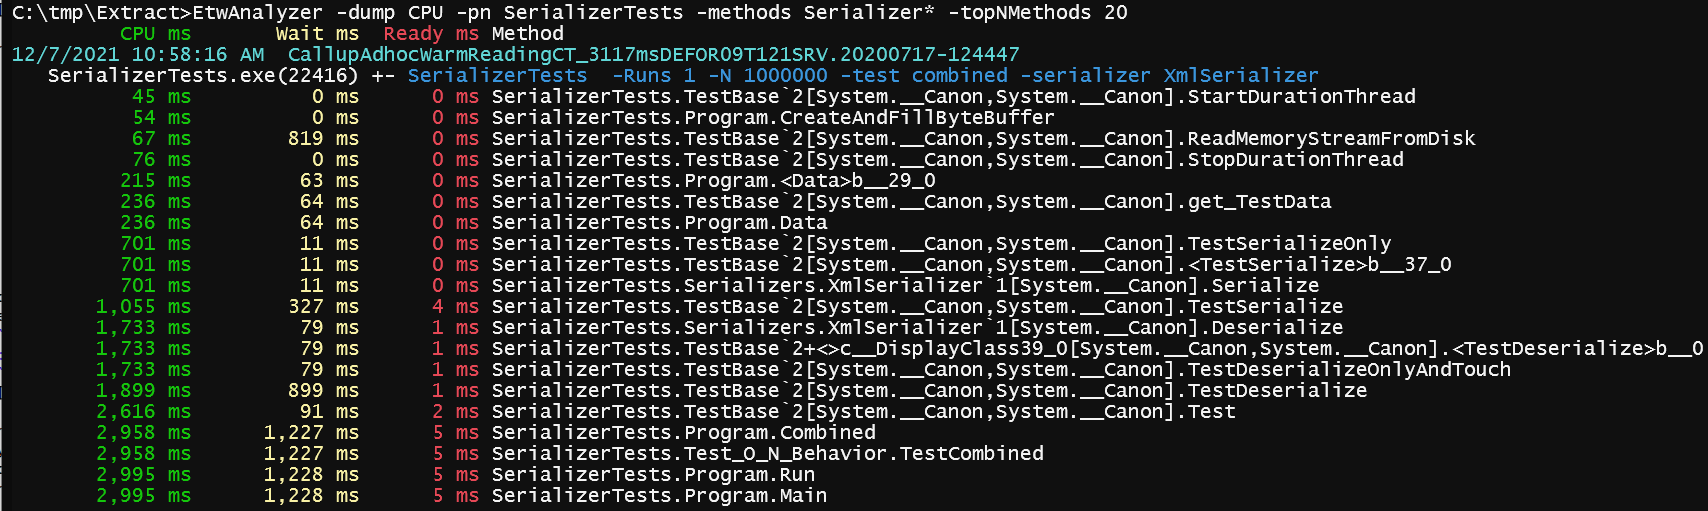 C:\tmp\Extract>EtwAnalyzer -dump CPU -pn SerializerTests -methods Serializer* -topNMethods 20
CPU ms Wait ms Ready ms Method
12/7/2021 10:58:16 AM CallupAdhocWarmReadingCT_3117msDEFOR09T121SRV.20200717-124447
SerializerTests.exe(22416) +- SerializerTests -Runs 1 -N 1000000 -test combined -serializer XmlSerializer
45 ms 0 ms 0 ms SerializerTests.TestBase`2[System.__Canon,System.__Canon].StartDurationThread
54 ms 0 ms 0 ms SerializerTests.Program.CreateAndFillByteBuffer
67 ms 819 ms 0 ms SerializerTests.TestBase`2[System.__Canon,System.__Canon].ReadMemoryStreamFromDisk
76 ms 0 ms 0 ms SerializerTests.TestBase`2[System.__Canon,System.__Canon].StopDurationThread
215 ms 63 ms 0 ms SerializerTests.Program.<Data>b__29_0
236 ms 64 ms 0 ms SerializerTests.TestBase`2[System.__Canon,System.__Canon].get_TestData
236 ms 64 ms 0 ms SerializerTests.Program.Data
701 ms 11 ms 0 ms SerializerTests.TestBase`2[System.__Canon,System.__Canon].TestSerializeOnly
701 ms 11 ms 0 ms SerializerTests.TestBase`2[System.__Canon,System.__Canon].<TestSerialize>b__37_0
701 ms 11 ms 0 ms SerializerTests.Serializers.XmlSerializer`1[System.__Canon].Serialize
1,055 ms 327 ms 4 ms SerializerTests.TestBase`2[System.__Canon,System.__Canon].TestSerialize
1,733 ms 79 ms 1 ms SerializerTests.Serializers.XmlSerializer`1[System.__Canon].Deserialize
1,733 ms 79 ms 1 ms SerializerTests.TestBase`2+<>c__DisplayClass39_0[System.__Canon,System.__Canon].<TestDeserialize>b__0
1,733 ms 79 ms 1 ms SerializerTests.TestBase`2[System.__Canon,System.__Canon].TestDeserializeOnlyAndTouch
1,899 ms 899 ms 1 ms SerializerTests.TestBase`2[System.__Canon,System.__Canon].TestDeserialize
2,616 ms 91 ms 2 ms SerializerTests.TestBase`2[System.__Canon,System.__Canon].Test
2,958 ms 1,227 ms 5 ms SerializerTests.Program.Combined
2,958 ms 1,227 ms 5 ms SerializerTests.Test_O_N_Behavior.TestCombined
2,995 ms 1,228 ms 5 ms SerializerTests.Program.Run
2,995 ms 1,228 ms 5 ms SerializerTests.Program.Main